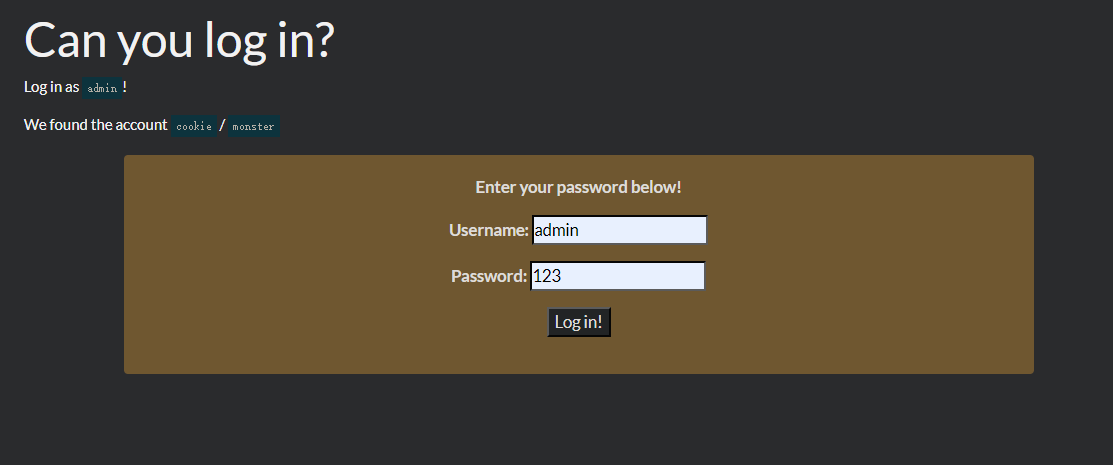 Can you log in?
Log in as admin!
We found the account cookie / monster
Enter your password below!
Username: admin
Password: 123
Log in!